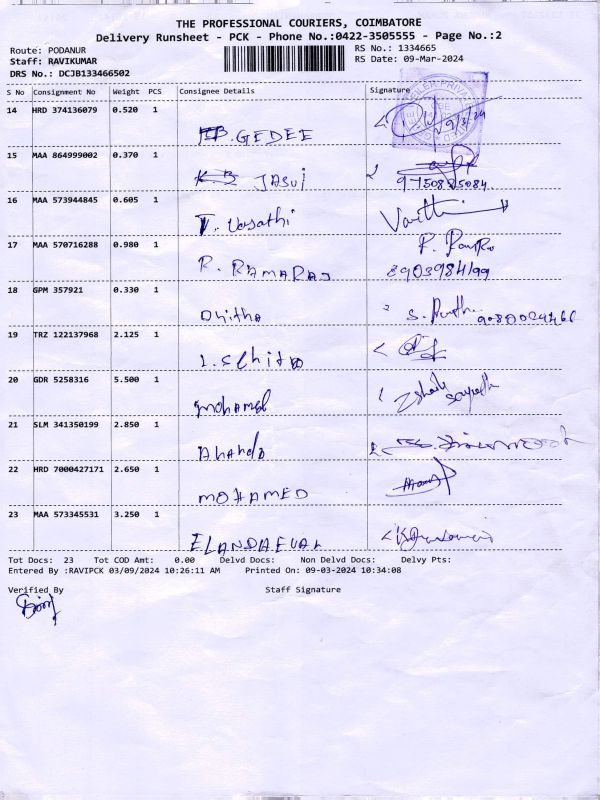 THE PROFESSIONAL COURIERS, COIMBATORE
Delivery Runsheet - PCK - Phone No.:0422-3505555 - Page No.:2
Route: PODANUR RS No.: 1334665
Staff: RAVIKUMAR RS Date: 09-Mar-2024
DRS No.: DCJB133466502
S No Consignment No Weight PCS Consignee Details Signature
14 HRD 374136079 0.520 1
GEDEE 9/3/24
15 MAA 864999002 0.370 1
JASUI
16 MAA 573944845 0.605 1
V. Vasathi
17 MAA 570716288 0.980 1
R. RAMARAJ 8903984199
18 GPM 357921 0.330 1
19 TRZ 122137968 2.125 1
20 GDR 5258316 5.500 1
mohamed
21 SLM 341350199 2.850 1
22 HRD 7000427171 2.650 1
MOHAMED
23 MAA 573345531 3.250 1
Tot Docs: 23 Tot COD Amt: 0.00 Delvd Docs: Non Delvd Docs: Delvy Pts:
Entered By :RAVIPCK 03/09/2024 10:26:11 AM Printed On: 09-03-2024 10:34:08
Verified By Staff Signature